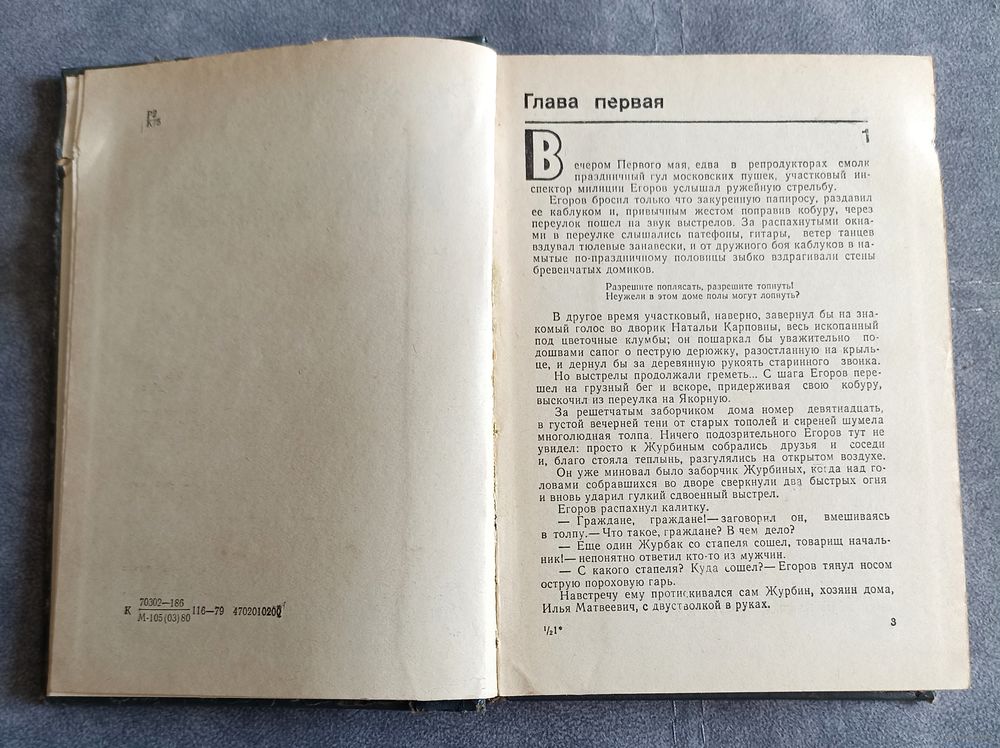 Р2
К75
К 70302—186 116—79 4702010200
М-105(03)80
Глава первая
1
Вечером Первого мая, едва в репродукторах смолк
праздничный гул московских пушек, участковый ин-
спектор милиции Егоров услышал ружейную стрельбу.
Егоров бросил только что закуренную папиросу, раздавил
ее каблуком и, привычным жестом поправив кобуру, через
переулок пошел на звук выстрелов. За распахнутыми окна-
ми в переулке слышались патефоны, гитары, ветер танцев
вздувал тюлевые занавески, и от дружного боя каблуков в на-
мытые по-праздничному половицы зыбко вздрагивали стены
бревенчатых домиков.
Разрешите поплясать, разрешите топнуть!
Неужели в этом доме полы могут лопнуть?
В другое время участковый, наверно, завернул бы на зна-
комый голос во дворик Натальи Карповны, весь ископанный
под цветочные клумбы; он пошаркал бы уважительно по-
дошвами сапог о пеструю дерюжку, разостланную на крыль-
це, и дернул бы за деревянную рукоять старинного звонка.
Но выстрелы продолжали греметь... С шага Егоров пере-
шел на грузный бег и вскоре, придерживая свою кобуру,
выскочил из переулка на Якорную.
За решетчатым заборчиком дома номер девятнадцать,
в густой вечерней тени от старых тополей и сиреней шумела
многолюдная толпа. Ничего подозрительного Егоров тут не
увидел: просто к Журбиным собрались друзья и соседи
и, благо стояла теплынь, разгулялись на открытом воздухе.
Он уже миновал было заборчик Журбиных, когда над го-
ловами собравшихся во дворе сверкнули два быстрых огня
и вновь ударил гулкий сдвоенный выстрел.
Егоров распахнул калитку.
— Граждане, граждане!— заговорил он, вмешиваясь
в толпу.— Что такое, граждане? В чем дело?
— Еще один Журбак со стапеля сошел, товарищ началь-
ник!— непонятно ответил кто-то из мужчин.
— С какого стапеля? Куда сошел?— Егоров тянул носом
острую пороховую гарь.
Навстречу ему протискивался сам Журбин, хозяин дома,
Илья Матвеевич, с двустволкой в руках.
½1*
3